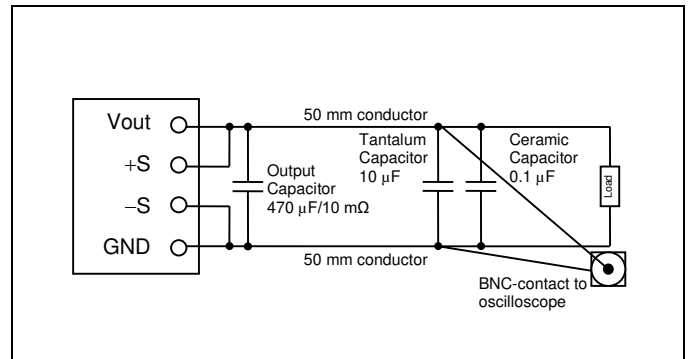 Vout
+S
−S
GND
50 mm conductor
Output
Capacitor
470 µF/10 mΩ
Tantalum
Capacitor
10 µF
Ceramic
Capacitor
0.1 µF
Load
50 mm conductor
BNC-contact to
oscilloscope